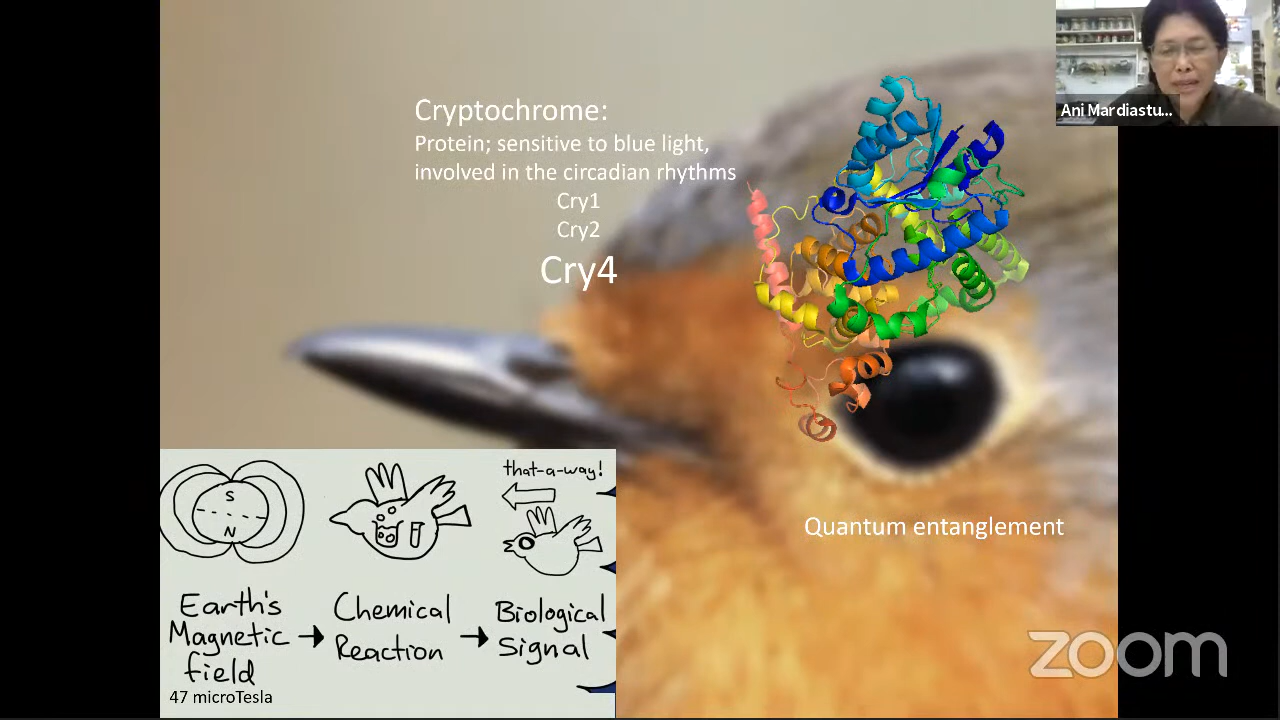 Cryptochrome:
Protein; sensitive to blue light,
involved in the circadian rhythms
Cry1
Cry2
Cry4
Ani Mardiastu...
that-a-way!
S
N
Earth's
Magnetic
field
Chemical
Reaction
Biological
Signal
47 microTesla
Quantum entanglement
zoom